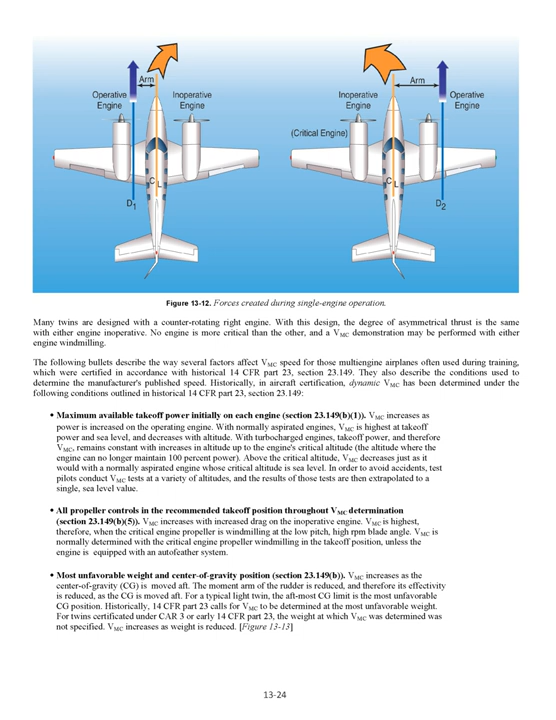 Arm
Arm
Operative Engine
Inoperative Engine
Inoperative Engine
Operative Engine
(Critical Engine)
CL
CL
D1
D2
Figure 13-12. Forces created during single-engine operation.
Many twins are designed with a counter-rotating right engine. With this design, the degree of asymmetrical thrust is the same
with either engine inoperative. No engine is more critical than the other, and a VMC demonstration may be performed with either
engine windmilling.
The following bullets describe the way several factors affect VMC speed for those multiengine airplanes often used during training,
which were certified in accordance with historical 14 CFR part 23, section 23.149. They also describe the conditions used to
determine the manufacturer's published speed. Historically, in aircraft certification, dynamic VMC has been determined under the
following conditions outlined in historical 14 CFR part 23, section 23.149:
• Maximum available takeoff power initially on each engine (section 23.149(b)(1)). VMC increases as
power is increased on the operating engine. With normally aspirated engines, VMC is highest at takeoff
power and sea level, and decreases with altitude. With turbocharged engines, takeoff power, and therefore
VMC, remains constant with increases in altitude up to the engine's critical altitude (the altitude where the
engine can no longer maintain 100 percent power). Above the critical altitude, VMC decreases just as it
would with a normally aspirated engine whose critical altitude is sea level. In order to avoid accidents, test
pilots conduct VMC tests at a variety of altitudes, and the results of those tests are then extrapolated to a
single, sea level value.
• All propeller controls in the recommended takeoff position throughout VMC determination
(section 23.149(b)(5)). VMC increases with increased drag on the inoperative engine. VMC is highest,
therefore, when the critical engine propeller is windmilling at the low pitch, high rpm blade angle. VMC is
normally determined with the critical engine propeller windmilling in the takeoff position, unless the
engine is equipped with an autofeather system.
• Most unfavorable weight and center-of-gravity position (section 23.149(b)). VMC increases as the
center-of-gravity (CG) is moved aft. The moment arm of the rudder is reduced, and therefore its effectivity
is reduced, as the CG is moved aft. For a typical light twin, the aft-most CG limit is the most unfavorable
CG position. Historically, 14 CFR part 23 calls for VMC to be determined at the most unfavorable weight.
For twins certificated under CAR 3 or early 14 CFR part 23, the weight at which VMC was determined was
not specified. VMC increases as weight is reduced. [Figure 13-13]
13-24